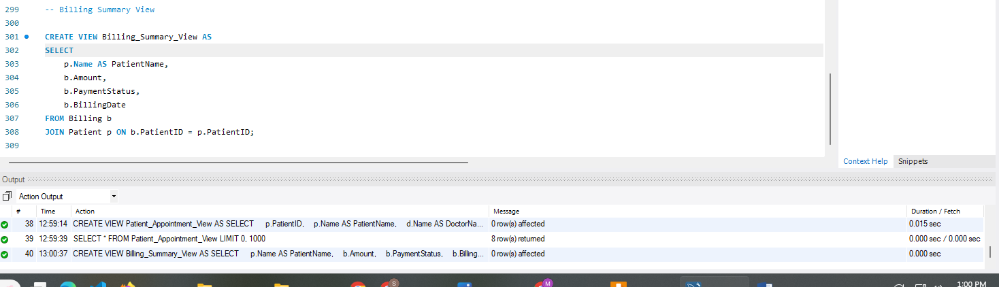 299 -- Billing Summary View
300
301 CREATE VIEW Billing_Summary_View AS
302 SELECT
303 p.Name AS PatientName,
304 b.Amount,
305 b.PaymentStatus,
306 b.BillingDate
307 FROM Billing b
308 JOIN Patient p ON b.PatientID = p.PatientID;
309
Context Help Snippets
Output
Action Output
# Time Action Message Duration / Fetch
38 12:59:14 CREATE VIEW Patient_Appointment_View AS SELECT p.PatientID, p.Name AS PatientName, d.Name AS DoctorNa... 0 row(s) affected 0.015 sec
39 12:59:39 SELECT * FROM Patient_Appointment_View LIMIT 0, 1000 8 row(s) returned 0.000 sec / 0.000 sec
40 13:00:37 CREATE VIEW Billing_Summary_View AS SELECT p.Name AS PatientName, b.Amount, b.PaymentStatus, b.Billing... 0 row(s) affected 0.000 sec
S M 1:00 PM